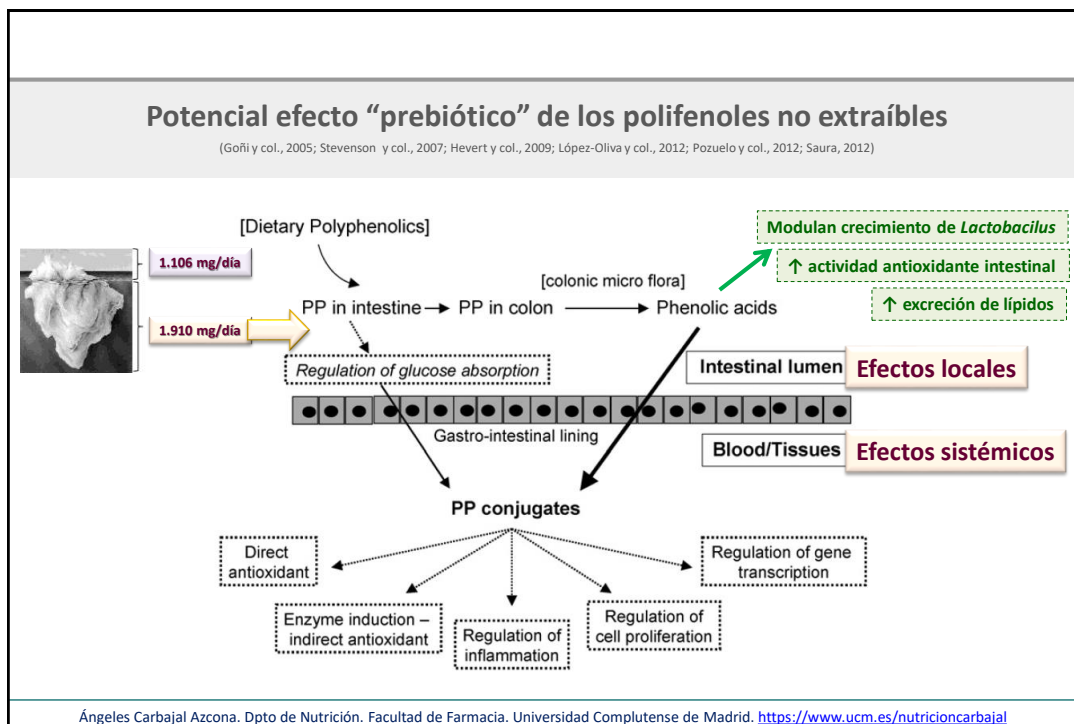 Potencial efecto “prebiótico” de los polifenoles no extraíbles
(Goñi y col., 2005; Stevenson y col., 2007; Hevert y col., 2009; López-Oliva y col., 2012; Pozuelo y col., 2012; Saura, 2012)
[Dietary Polyphenolics]
Modulan crecimiento de Lactobacilus
1.106 mg/día
↑ actividad antioxidante intestinal
[colonic micro flora]
↑ excreción de lípidos
PP in intestine
PP in colon
Phenolic acids
1.910 mg/día
Regulation of glucose absorption
Intestinal lumen
Efectos locales
Gastro-intestinal lining
Blood/Tissues
Efectos sistémicos
PP conjugates
Direct
antioxidant
Enzyme induction –
indirect antioxidant
Regulation of
inflammation
Regulation of
cell proliferation
Regulation of gene
transcription
Ángeles Carbajal Azcona. Dpto de Nutrición. Facultad de Farmacia. Universidad Complutense de Madrid. https://www.ucm.es/nutricioncarbajal